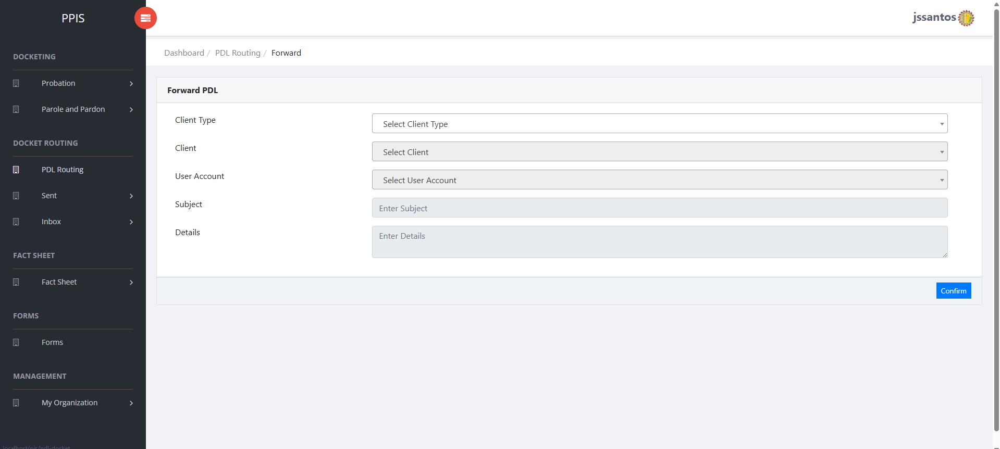 PPIS
jssantos
DOCKETING
Probation
Parole and Pardon
DOCKET ROUTING
PDL Routing
Sent
Inbox
FACT SHEET
Fact Sheet
FORMS
Forms
MANAGEMENT
My Organization
Dashboard / PDL Routing / Forward
Forward PDL
Client Type
Select Client Type
Client
Select Client
User Account
Select User Account
Subject
Enter Subject
Details
Enter Details
Confirm
localhost/pis/pdl-docket